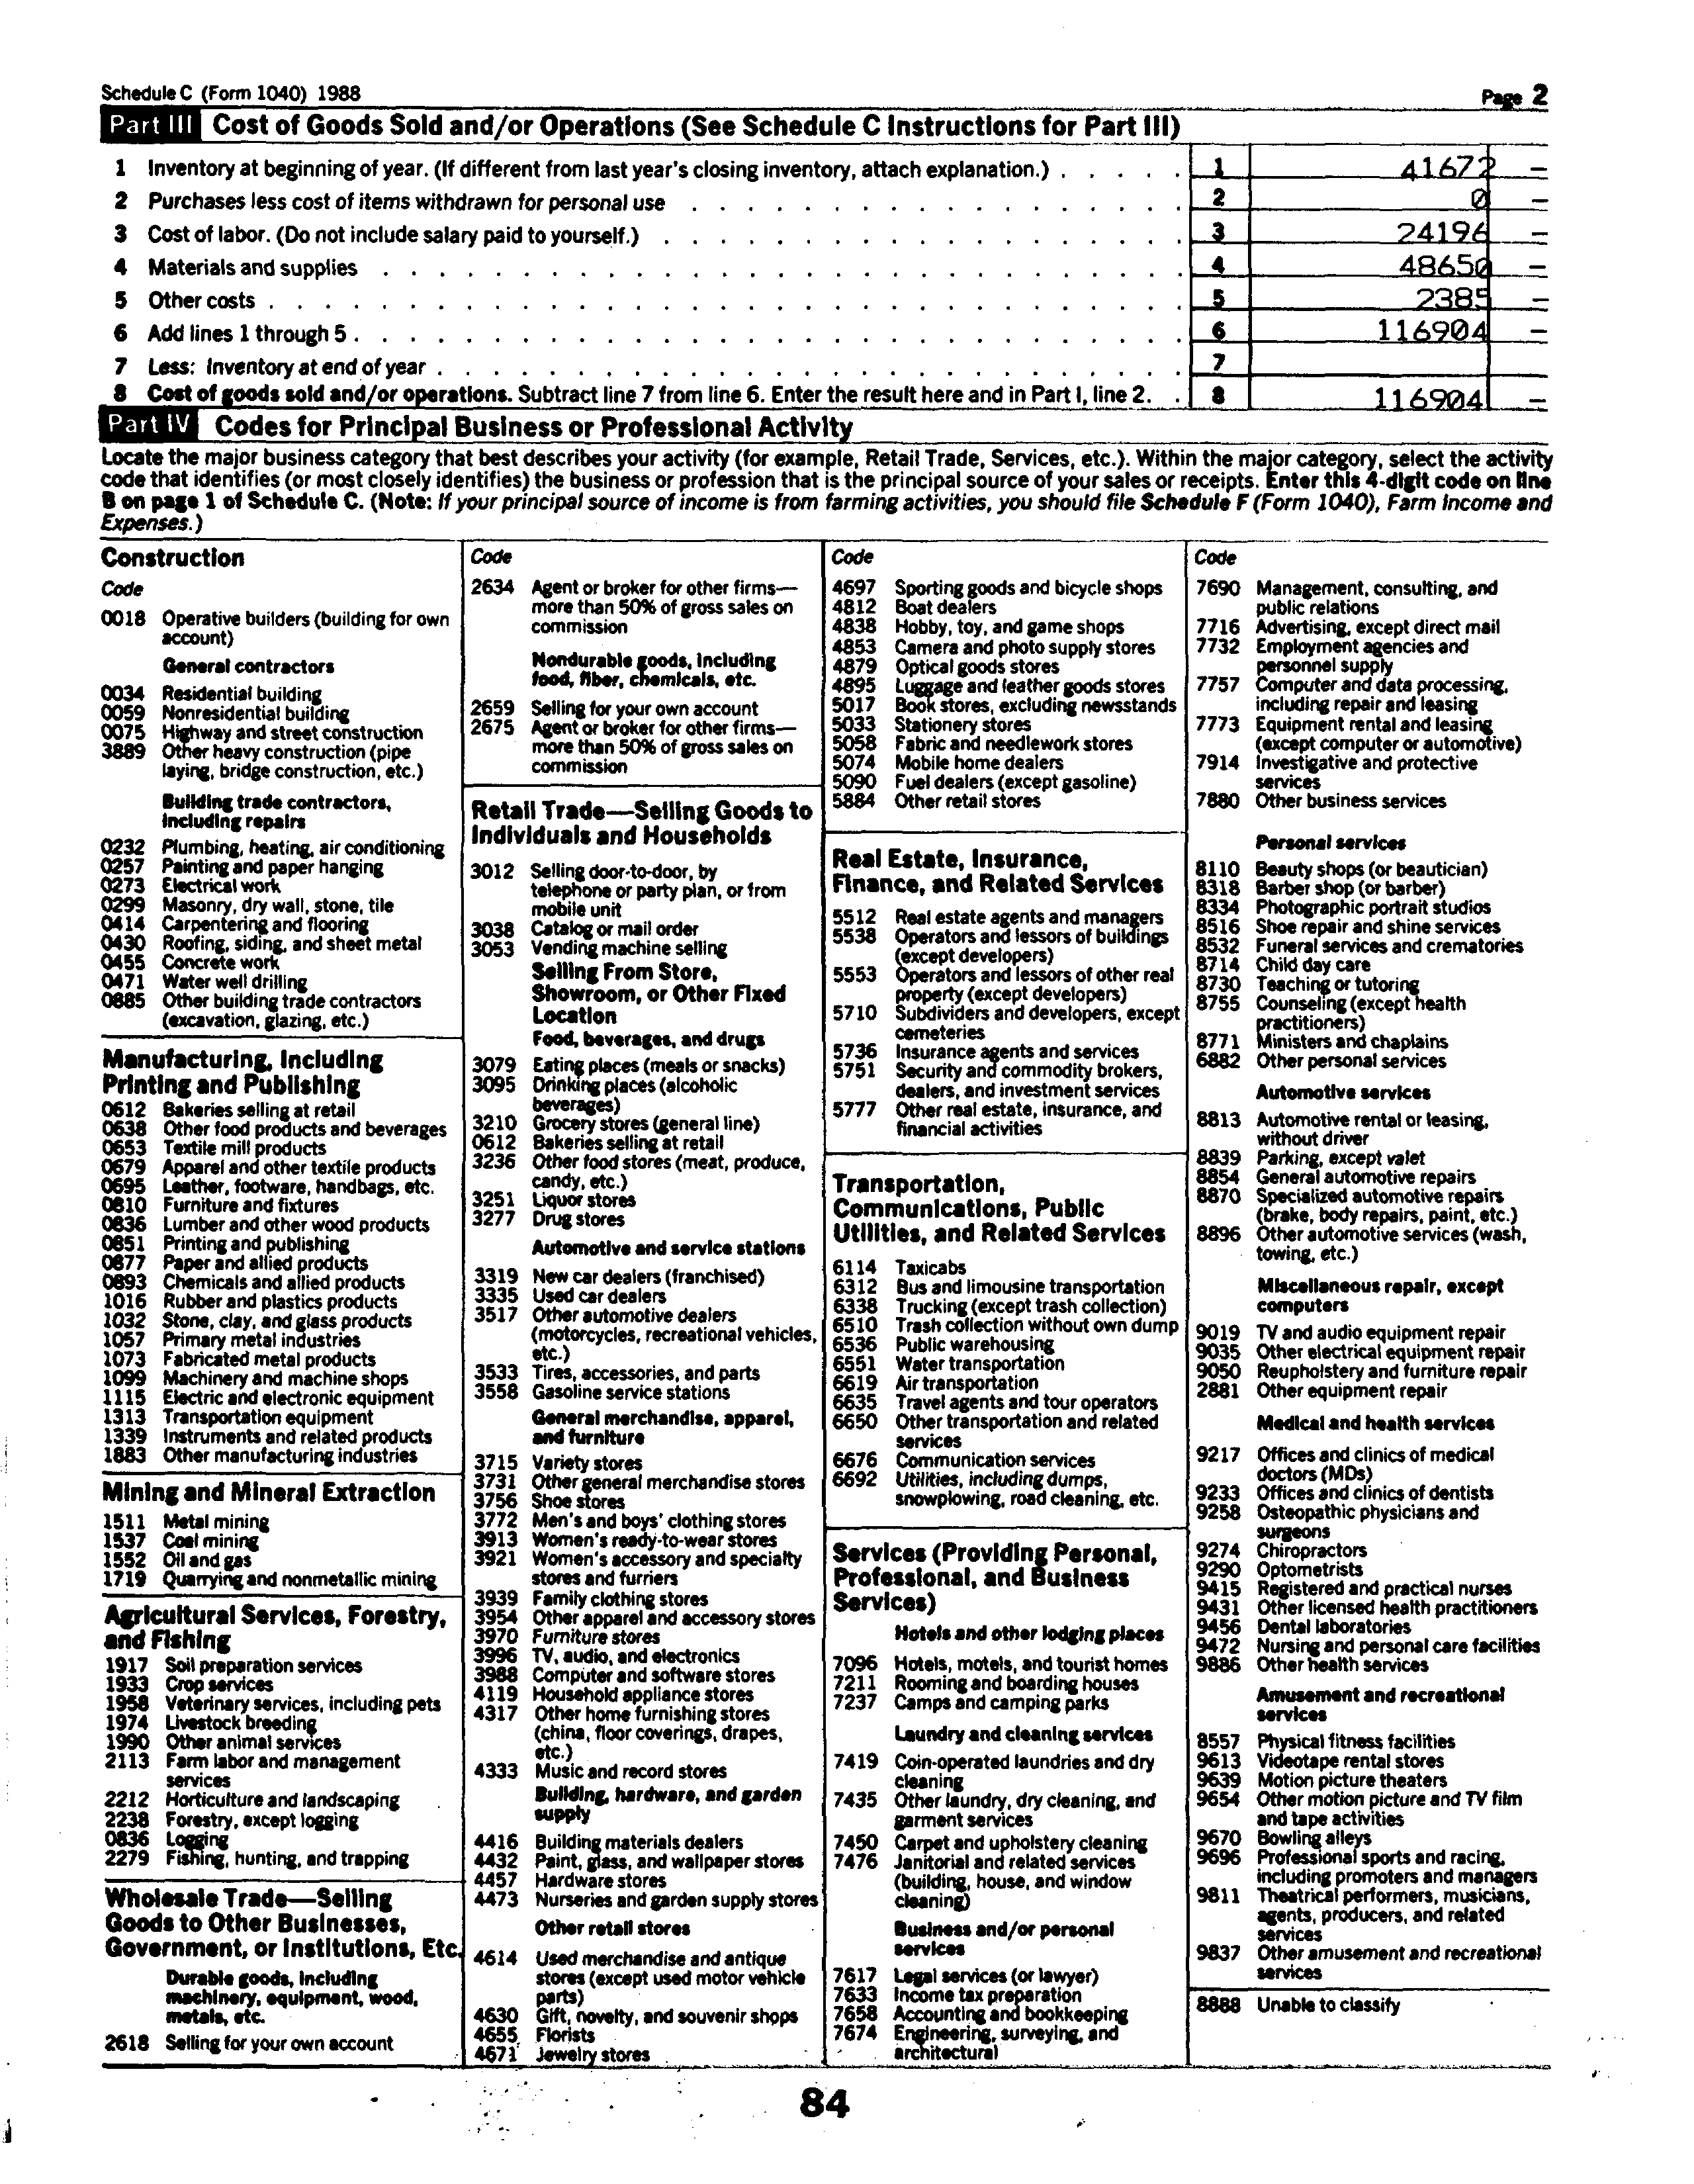 Schedule C (Form 1040) 1988
Page 2
Part III Cost of Goods Sold and/or Operations (See Schedule C Instructions for Part III)
1 Inventory at beginning of year. (If different from last year's closing inventory, attach explanation.) . . . . . 1 41672 –
2 Purchases less cost of items withdrawn for personal use 2 0 –
3 Cost of labor. (Do not include salary paid to yourself.) 3 24196 –
4 Materials and supplies 4 48650 –
5 Other costs 5 2385 –
6 Add lines 1 through 5 6 116904 –
7 Less: Inventory at end of year 7
8 Cost of goods sold and/or operations. Subtract line 7 from line 6. Enter the result here and in Part I, line 2. . 8 116904 –
Part IV Codes for Principal Business or Professional Activity
Locate the major business category that best describes your activity (for example, Retail Trade, Services, etc.). Within the major category, select the activity
code that identifies (or most closely identifies) the business or profession that is the principal source of your sales or receipts. Enter this 4-digit code on line
B on page 1 of Schedule C. (Note: If your principal source of income is from farming activities, you should file Schedule F (Form 1040), Farm Income and
Expenses.)
Construction
Code
0018 Operative builders (building for own
account)
General contractors
0034 Residential building
0059 Nonresidential building
0075 Highway and street construction
3889 Other heavy construction (pipe
laying, bridge construction, etc.)
Building trade contractors,
including repairs
0232 Plumbing, heating, air conditioning
0257 Painting and paper hanging
0273 Electrical work
0299 Masonry, dry wall, stone, tile
0414 Carpentering and flooring
0430 Roofing, siding, and sheet metal
0455 Concrete work
0471 Water well drilling
0885 Other building trade contractors
(excavation, glazing, etc.)
Manufacturing, Including
Printing and Publishing
0612 Bakeries selling at retail
0638 Other food products and beverages
0653 Textile mill products
0679 Apparel and other textile products
0695 Leather, footware, handbags, etc.
0810 Furniture and fixtures
0836 Lumber and other wood products
0851 Printing and publishing
0877 Paper and allied products
0893 Chemicals and allied products
1016 Rubber and plastics products
1032 Stone, clay, and glass products
1057 Primary metal industries
1073 Fabricated metal products
1099 Machinery and machine shops
1115 Electric and electronic equipment
1313 Transportation equipment
1339 Instruments and related products
1883 Other manufacturing industries
Mining and Mineral Extraction
1511 Metal mining
1537 Coal mining
1552 Oil and gas
1719 Quarrying and nonmetallic mining
Agricultural Services, Forestry,
and Fishing
1917 Soil preparation services
1933 Crop services
1958 Veterinary services, including pets
1974 Livestock breeding
1990 Other animal services
2113 Farm labor and management
services
2212 Horticulture and landscaping
2238 Forestry, except logging
0836 Logging
2279 Fishing, hunting, and trapping
Wholesale Trade—Selling
Goods to Other Businesses,
Government, or Institutions, Etc.
Durable goods, including
machinery, equipment, wood,
metals, etc.
2618 Selling for your own account
Code
2634 Agent or broker for other firms—
more than 50% of gross sales on
commission
Nondurable goods, including
food, fiber, chemicals, etc.
2659 Selling for your own account
2675 Agent or broker for other firms—
more than 50% of gross sales on
commission
Retail Trade—Selling Goods to
Individuals and Households
3012 Selling door-to-door, by
telephone or party plan, or from
mobile unit
3038 Catalog or mail order
3053 Vending machine selling
Selling From Store,
Showroom, or Other Fixed
Location
Food, beverages, and drugs
3079 Eating places (meals or snacks)
3095 Drinking places (alcoholic
beverages)
3210 Grocery stores (general line)
0612 Bakeries selling at retail
3236 Other food stores (meat, produce,
candy, etc.)
3251 Liquor stores
3277 Drug stores
Automotive and service stations
3319 New car dealers (franchised)
3335 Used car dealers
3517 Other automotive dealers
(motorcycles, recreational vehicles,
etc.)
3533 Tires, accessories, and parts
3558 Gasoline service stations
General merchandise, apparel,
and furniture
3715 Variety stores
3731 Other general merchandise stores
3756 Shoe stores
3772 Men's and boys' clothing stores
3913 Women's ready-to-wear stores
3921 Women's accessory and specialty
stores and furriers
3939 Family clothing stores
3954 Other apparel and accessory stores
3970 Furniture stores
3996 TV, audio, and electronics
3988 Computer and software stores
4119 Household appliance stores
4317 Other home furnishing stores
(china, floor coverings, drapes,
etc.)
4333 Music and record stores
Building, hardware, and garden
supply
4416 Building materials dealers
4432 Paint, glass, and wallpaper stores
4457 Hardware stores
4473 Nurseries and garden supply stores
Other retail stores
4614 Used merchandise and antique
stores (except used motor vehicle
parts)
4630 Gift, novelty, and souvenir shops
4655 Florists
4671 Jewelry stores
Code
4697 Sporting goods and bicycle shops
4812 Boat dealers
4838 Hobby, toy, and game shops
4853 Camera and photo supply stores
4879 Optical goods stores
4895 Luggage and leather goods stores
5017 Book stores, excluding newsstands
5033 Stationery stores
5058 Fabric and needlework stores
5074 Mobile home dealers
5090 Fuel dealers (except gasoline)
5884 Other retail stores
Real Estate, Insurance,
Finance, and Related Services
5512 Real estate agents and managers
5538 Operators and lessors of buildings
(except developers)
5553 Operators and lessors of other real
property (except developers)
5710 Subdividers and developers, except
cemeteries
5736 Insurance agents and services
5751 Security and commodity brokers,
dealers, and investment services
5777 Other real estate, insurance, and
financial activities
Transportation,
Communications, Public
Utilities, and Related Services
6114 Taxicabs
6312 Bus and limousine transportation
6338 Trucking (except trash collection)
6510 Trash collection without own dump
6536 Public warehousing
6551 Water transportation
6619 Air transportation
6635 Travel agents and tour operators
6650 Other transportation and related
services
6676 Communication services
6692 Utilities, including dumps,
snowplowing, road cleaning, etc.
Services (Providing Personal,
Professional, and Business
Services)
Hotels and other lodging places
7096 Hotels, motels, and tourist homes
7211 Rooming and boarding houses
7237 Camps and camping parks
Laundry and cleaning services
7419 Coin-operated laundries and dry
cleaning
7435 Other laundry, dry cleaning, and
garment services
7450 Carpet and upholstery cleaning
7476 Janitorial and related services
(building, house, and window
cleaning)
Business and/or personal
services
7617 Legal services (or lawyer)
7633 Income tax preparation
7658 Accounting and bookkeeping
7674 Engineering, surveying, and
architectural
Code
7690 Management, consulting, and
public relations
7716 Advertising, except direct mail
7732 Employment agencies and
personnel supply
7757 Computer and data processing,
including repair and leasing
7773 Equipment rental and leasing
(except computer or automotive)
7914 Investigative and protective
services
7880 Other business services
Personal services
8110 Beauty shops (or beautician)
8318 Barber shop (or barber)
8334 Photographic portrait studios
8516 Shoe repair and shine services
8532 Funeral services and crematories
8714 Child day care
8730 Teaching or tutoring
8755 Counseling (except health
practitioners)
8771 Ministers and chaplains
6882 Other personal services
Automotive services
8813 Automotive rental or leasing,
without driver
8839 Parking, except valet
8854 General automotive repairs
8870 Specialized automotive repairs
(brake, body repairs, paint, etc.)
8896 Other automotive services (wash,
towing, etc.)
Miscellaneous repair, except
computers
9019 TV and audio equipment repair
9035 Other electrical equipment repair
9050 Reupholstery and furniture repair
2881 Other equipment repair
Medical and health services
9217 Offices and clinics of medical
doctors (MDs)
9233 Offices and clinics of dentists
9258 Osteopathic physicians and
surgeons
9274 Chiropractors
9290 Optometrists
9415 Registered and practical nurses
9431 Other licensed health practitioners
9456 Dental laboratories
9472 Nursing and personal care facilities
9886 Other health services
Amusement and recreational
services
8557 Physical fitness facilities
9613 Videotape rental stores
9639 Motion picture theaters
9654 Other motion picture and TV film
and tape activities
9670 Bowling alleys
9696 Professional sports and racing,
including promoters and managers
9811 Theatrical performers, musicians,
agents, producers, and related
services
9837 Other amusement and recreational
services
8888 Unable to classify
84